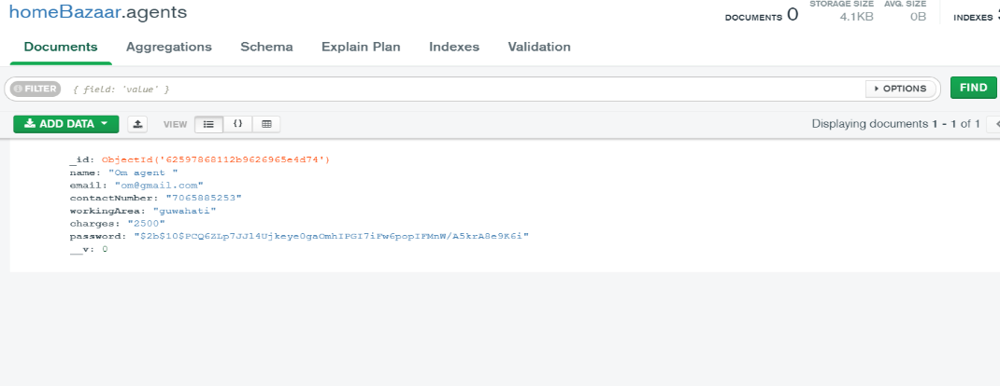 homeBazaar.agents
DOCUMENTS 0 STORAGE SIZE 4.1KB AVG. SIZE 0B INDEXES
Documents Aggregations Schema Explain Plan Indexes Validation
FILTER { field: 'value' } OPTIONS FIND
ADD DATA VIEW {} Displaying documents 1 - 1 of 1
_id: ObjectId('62597868112b9626965e4d74')
name: "Om agent "
email: "om@gmail.com"
contactNumber: "7065885253"
workingArea: "guwahati"
charges: "2500"
password: "$2b$10$PCQ6ZLp7JJl4Ujkeye0gaOmhIPGI7iFw6popIFMnW/A5krA8e9K6i"
__v: 0